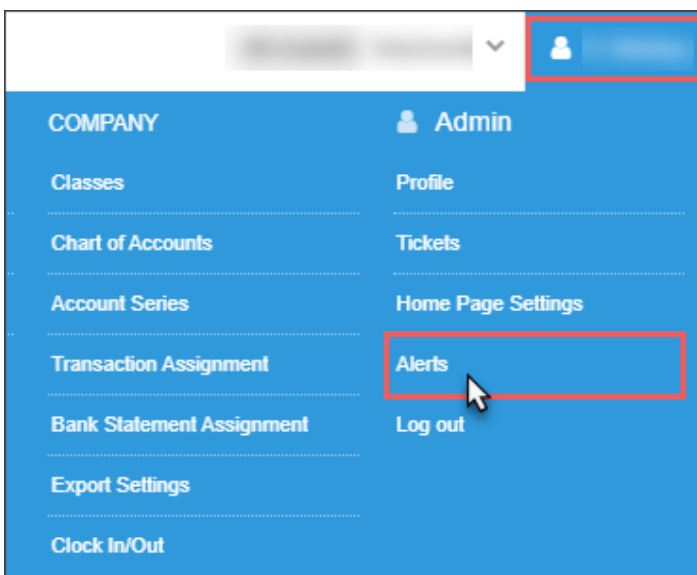 COMPANY
Classes
Chart of Accounts
Account Series
Transaction Assignment
Bank Statement Assignment
Export Settings
Clock In/Out
Admin
Profile
Tickets
Home Page Settings
Alerts
Log out